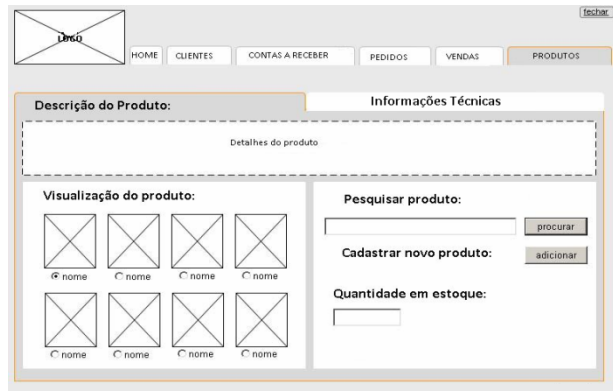 fechar
LOGO
HOME CLIENTES CONTAS A RECEBER PEDIDOS VENDAS PRODUTOS
Descrição do Produto: Informações Técnicas
Detalhes do produto
Visualização do produto:
nome nome nome nome
nome nome nome nome
Pesquisar produto:
procurar
Cadastrar novo produto: adicionar
Quantidade em estoque: